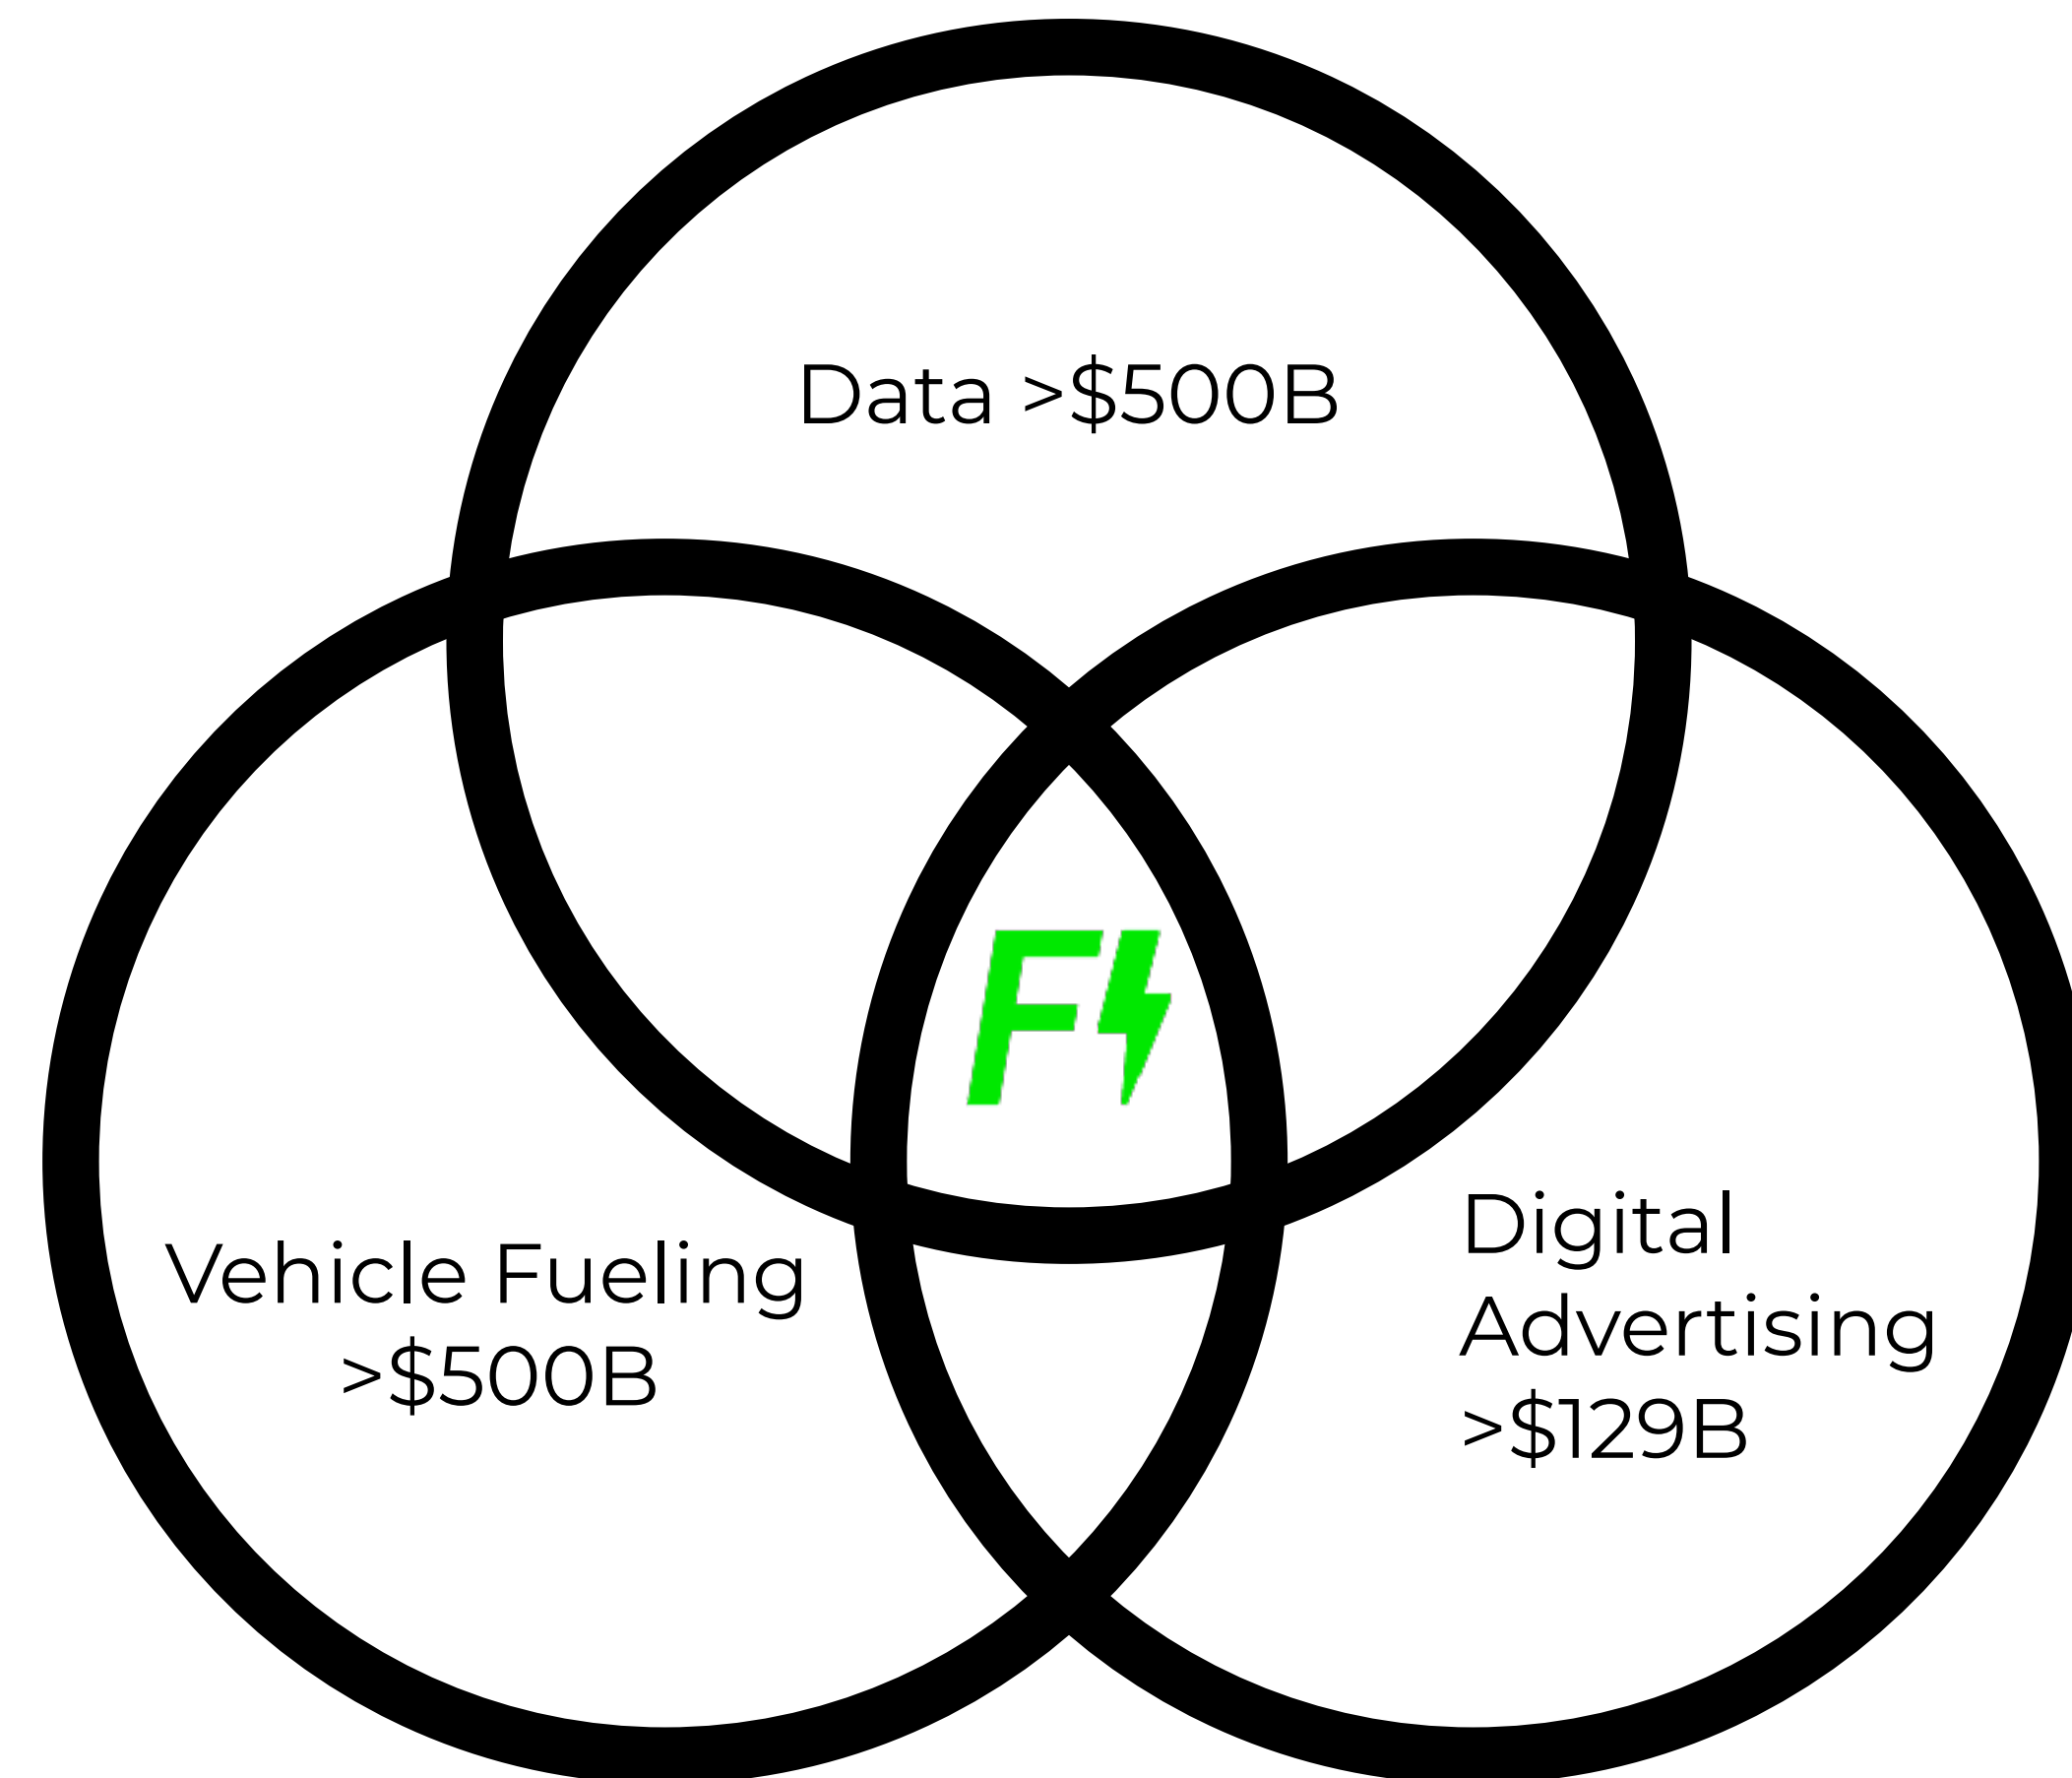 Data >$500B
F
Vehicle Fueling
>$500B
Digital
Advertising
>$129B